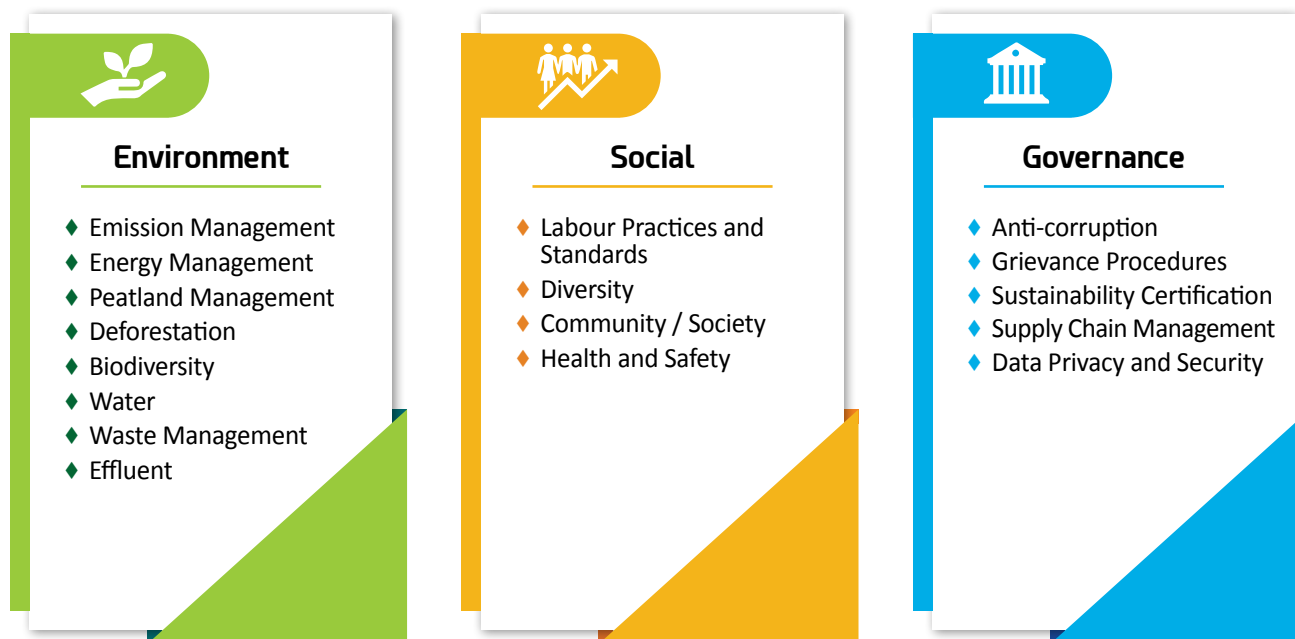 Environment
Emission Management
Energy Management
Peatland Management
Deforestation
Biodiversity
Water
Waste Management
Effluent
Social
Labour Practices and
Standards
Diversity
Community / Society
Health and Safety
Governance
Anti-corruption
Grievance Procedures
Sustainability Certification
Supply Chain Management
Data Privacy and Security